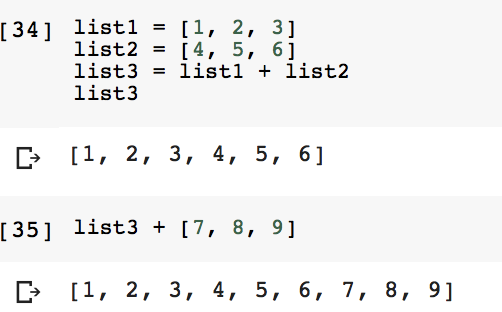 [34] list1 = [1, 2, 3]
list2 = [4, 5, 6]
list3 = list1 + list2
list3
[1, 2, 3, 4, 5, 6]
[35] list3 + [7, 8, 9]
[1, 2, 3, 4, 5, 6, 7, 8, 9]